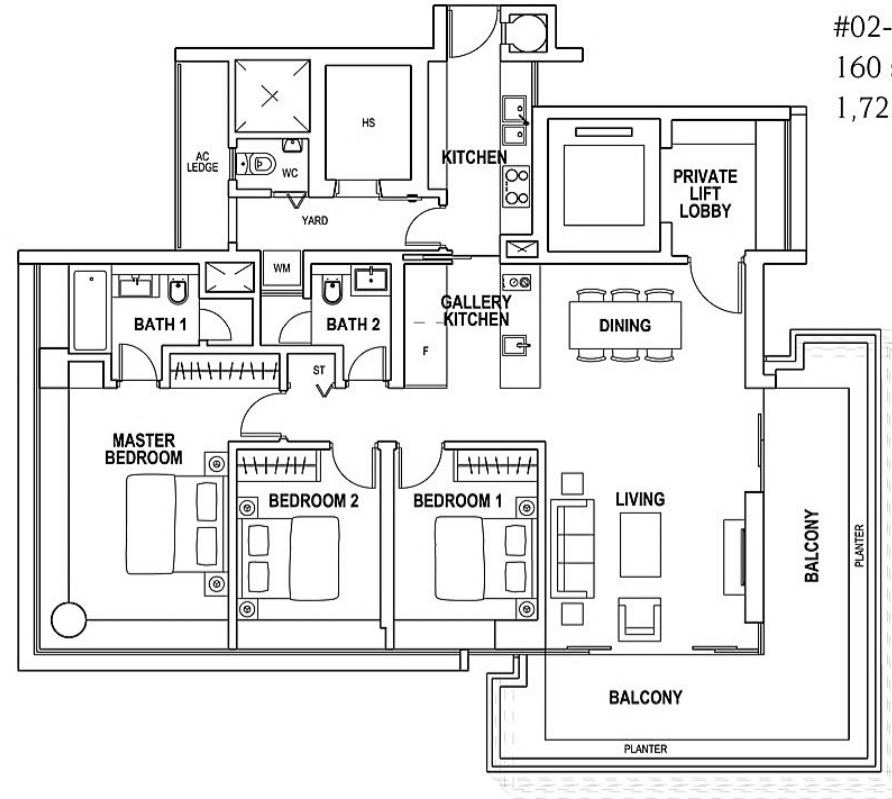 #02-
160
1,72
HS
AC
LEDGE
WC
KITCHEN
PRIVATE
LIFT
LOBBY
YARD
WM
GALLERY
KITCHEN
BATH 1
BATH 2
DINING
F
ST
MASTER
BEDROOM
BEDROOM 2
BEDROOM 1
LIVING
BALCONY
PLANTER
BALCONY
PLANTER